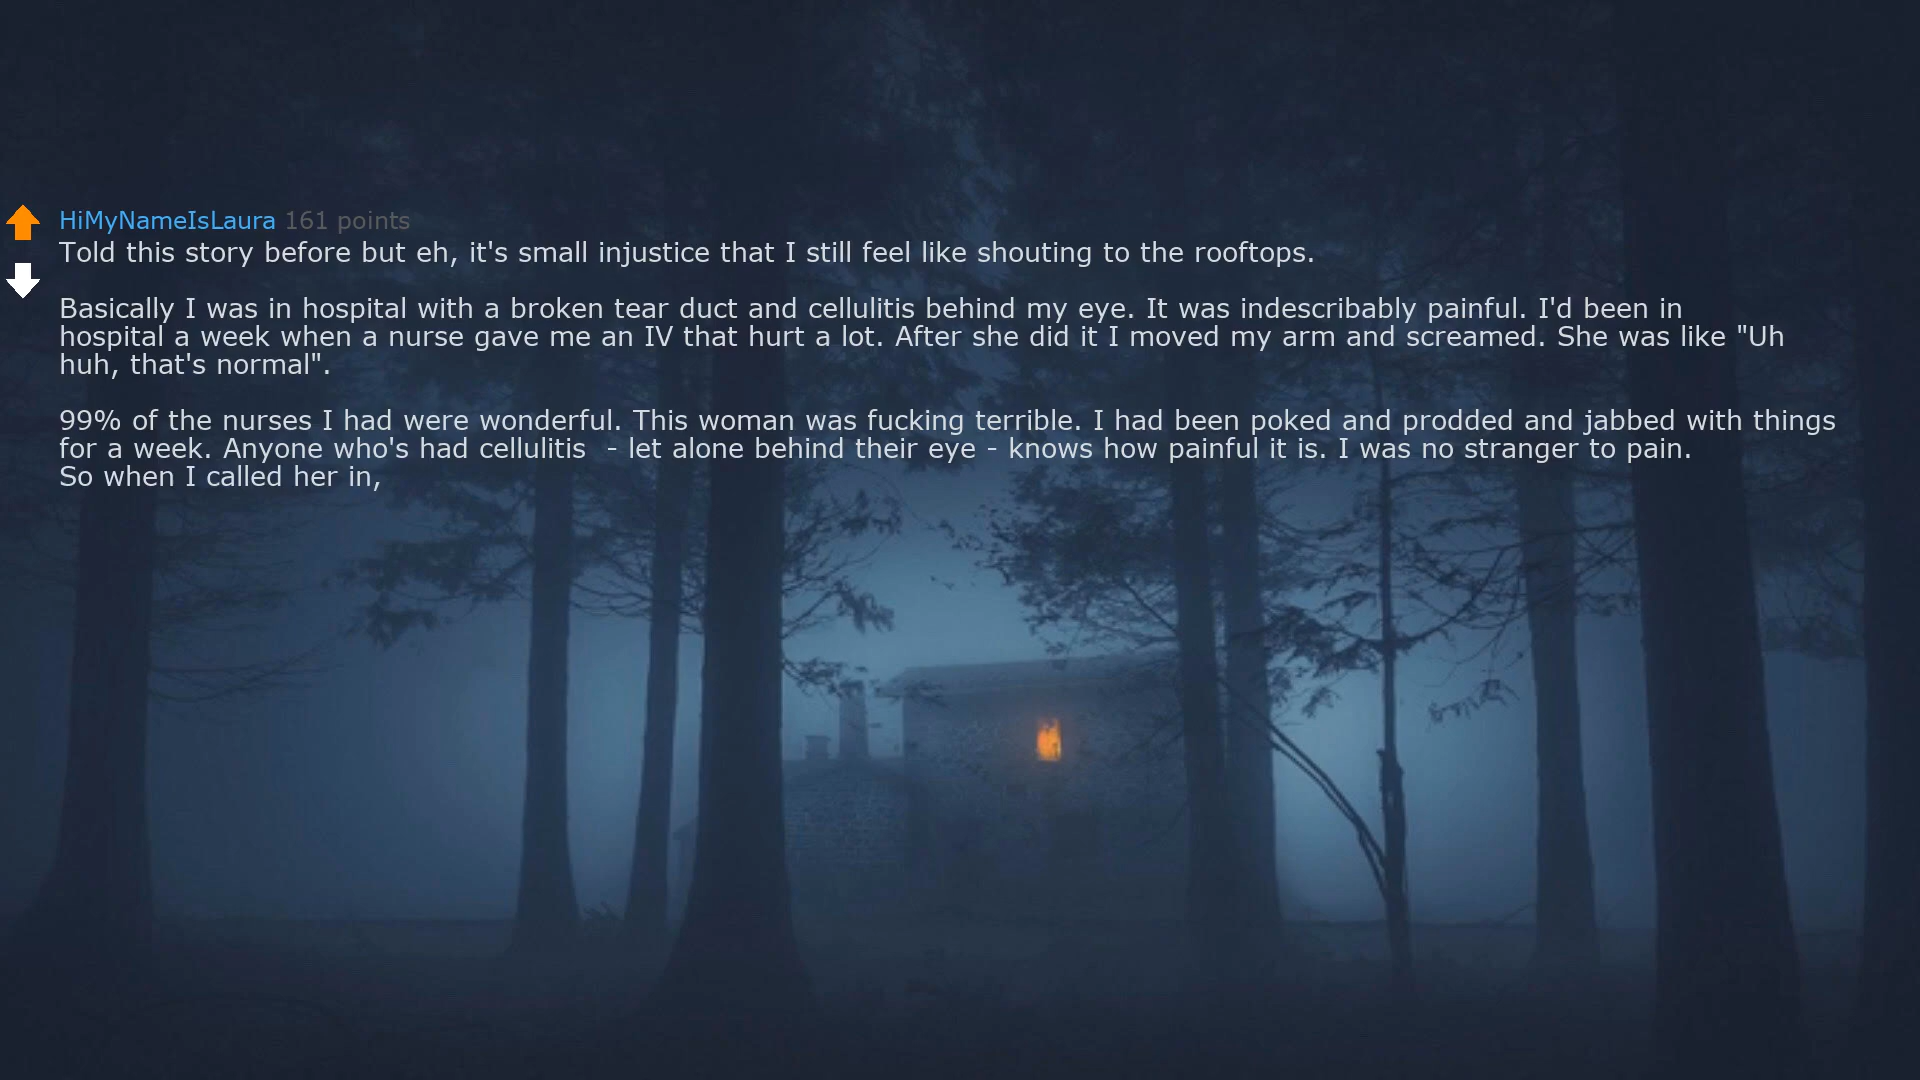 HiMyNameIsLaura 161 points
Told this story before but eh, it's small injustice that I still feel like shouting to the rooftops.
Basically I was in hospital with a broken tear duct and cellulitis behind my eye. It was indescribably painful. I'd been in
hospital a week when a nurse gave me an IV that hurt a lot. After she did it I moved my arm and screamed. She was like "Uh
huh, that's normal".
99% of the nurses I had were wonderful. This woman was fucking terrible. I had been poked and prodded and jabbed with things
for a week. Anyone who's had cellulitis  - let alone behind their eye - knows how painful it is. I was no stranger to pain.
So when I called her in,